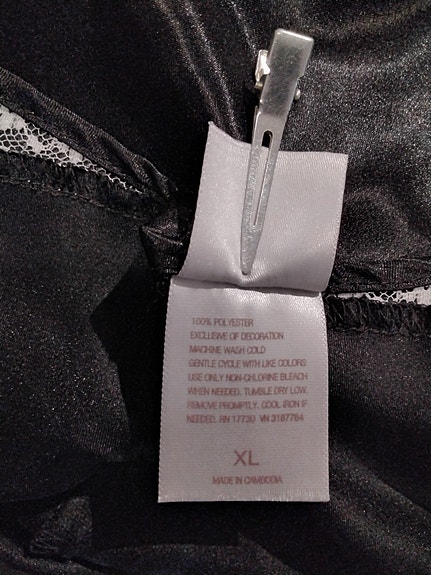 100% POLYESTER
EXCLUSIVE OF DECORATION
MACHINE WASH COLD
GENTLE CYCLE WITH LIKE COLORS
USE ONLY NON-CHLORINE BLEACH
WHEN NEEDED. TUMBLE DRY LOW.
REMOVE PROMPTLY. COOL IRON IF
NEEDED. RN 17730 VN 3187784
XL
MADE IN CAMBODIA